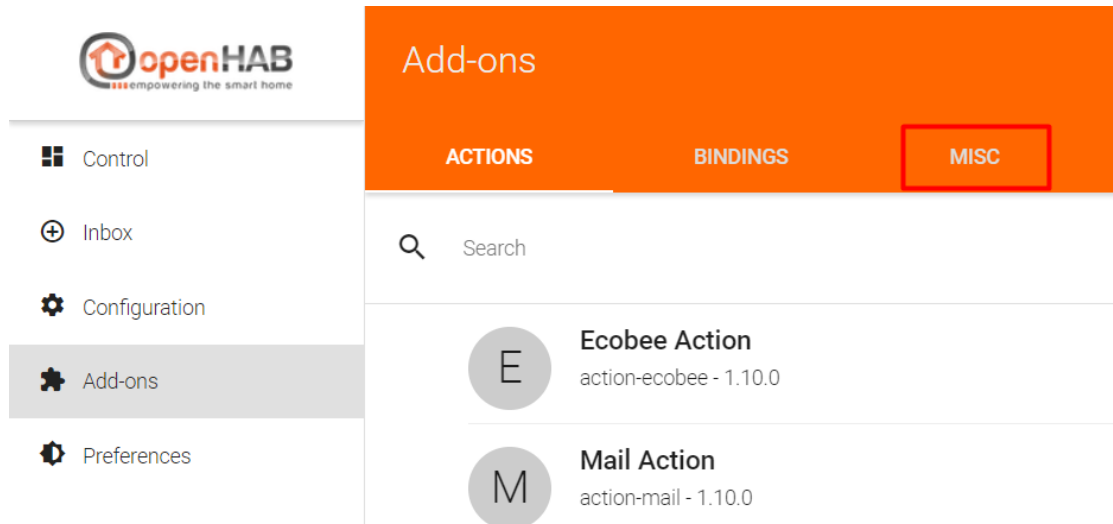 openHAB
empowering the smart home
Control
Inbox
Configuration
Add-ons
Preferences
Add-ons
ACTIONS BINDINGS MISC
Search
E
Ecobee Action
action-ecobee - 1.10.0
M
Mail Action
action-mail - 1.10.0